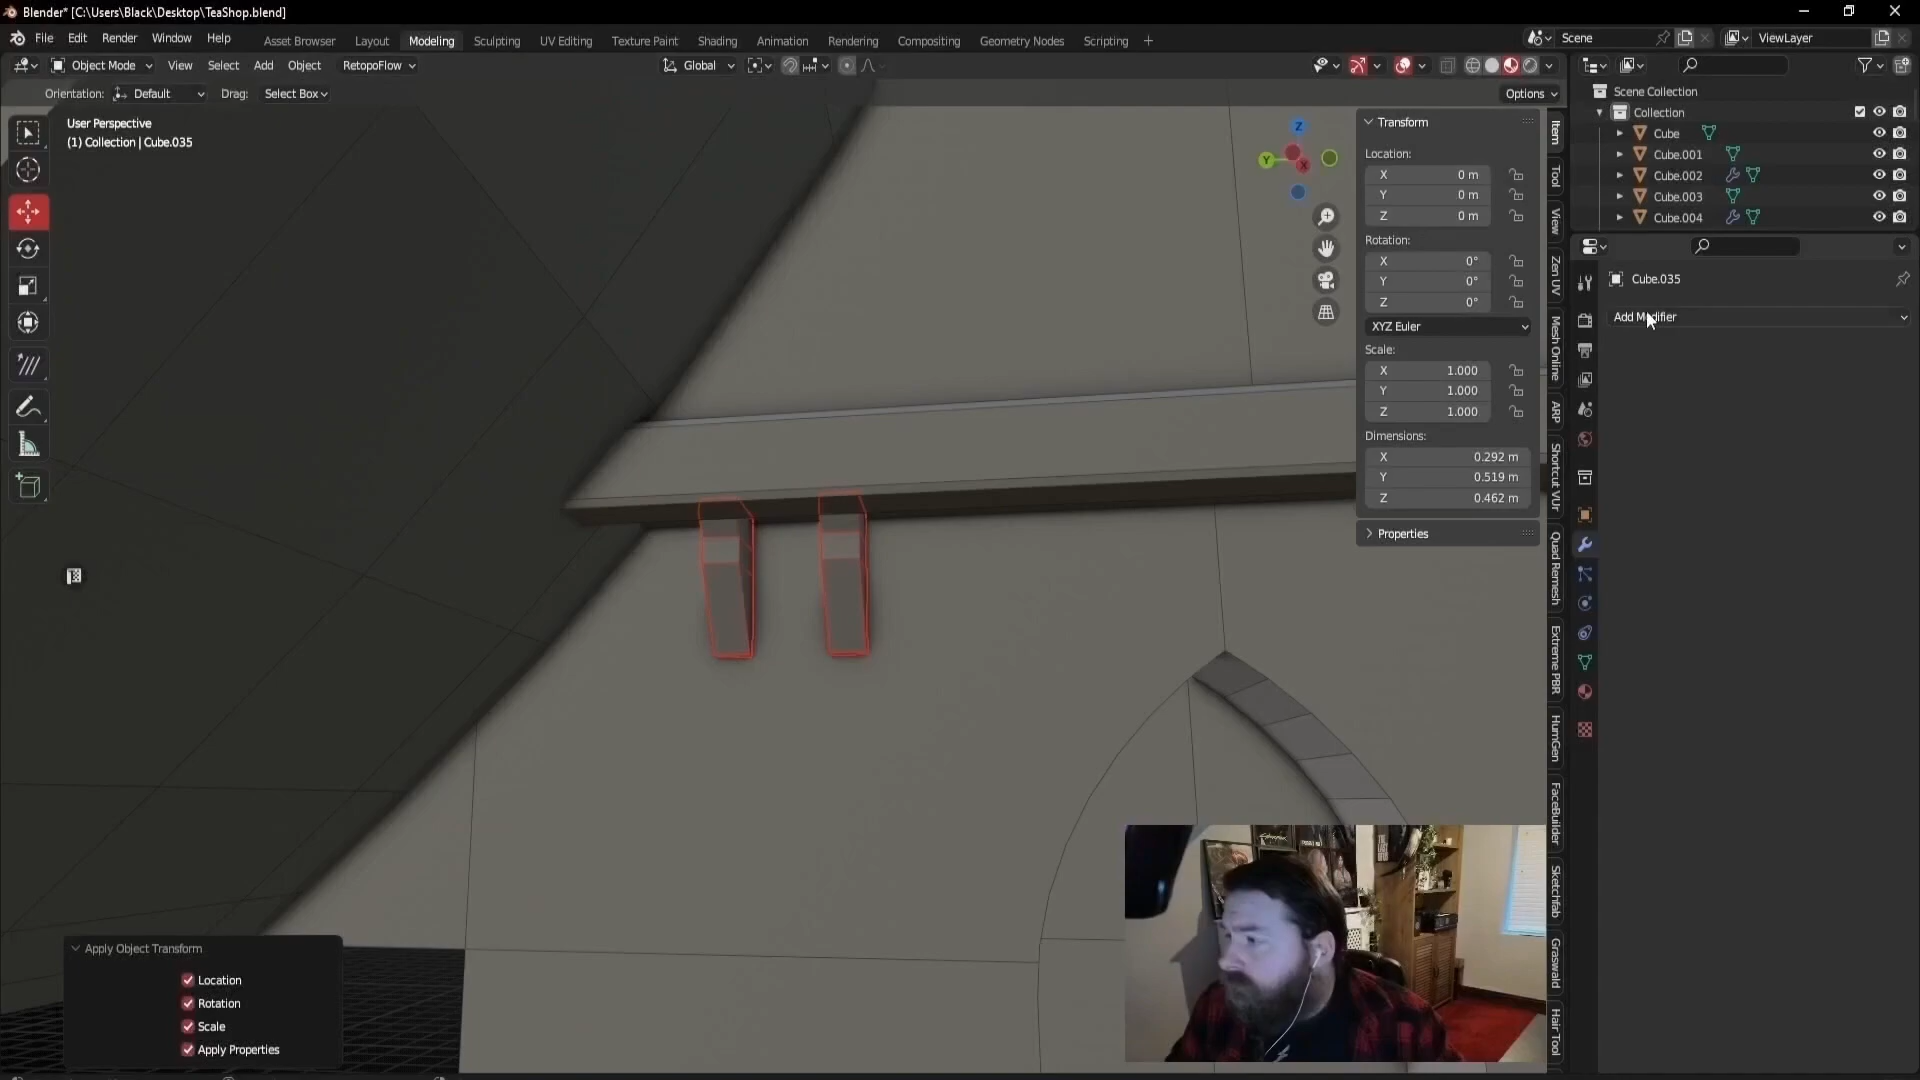 Blender* [C:\Users\Black\Desktop\TeaShop.blend]
File Edit Render Window Help
Asset Browser Layout Modeling Sculpting UV Editing Texture Paint Shading Animation Rendering Compositing Geometry Nodes Scripting
Scene
ViewLayer
Object Mode View Select Add Object RetopoFlow
Global
Orientation: Default Drag: Select Box
Options
User Perspective
(1) Collection | Cube.035
Z
Y
X
Transform
Location:
X 0 m
Y 0 m
Z 0 m
Rotation:
X 0°
Y 0°
Z 0°
XYZ Euler
Scale:
X 1.000
Y 1.000
Z 1.000
Dimensions:
X 0.292 m
Y 0.519 m
Z 0.462 m
Properties
Item
Tool
View
Zen UV
Mesh Online
ARP
Shortcut VUr
Quad Remesh
Extreme PBR
HumGen
FaceBuilder
Sketchfab
Graswald
Hair Tool
Scene Collection
Collection
Cube
Cube.001
Cube.002
Cube.003
Cube.004
Cube.035
Add Modifier
Apply Object Transform
Location
Rotation
Scale
Apply Properties